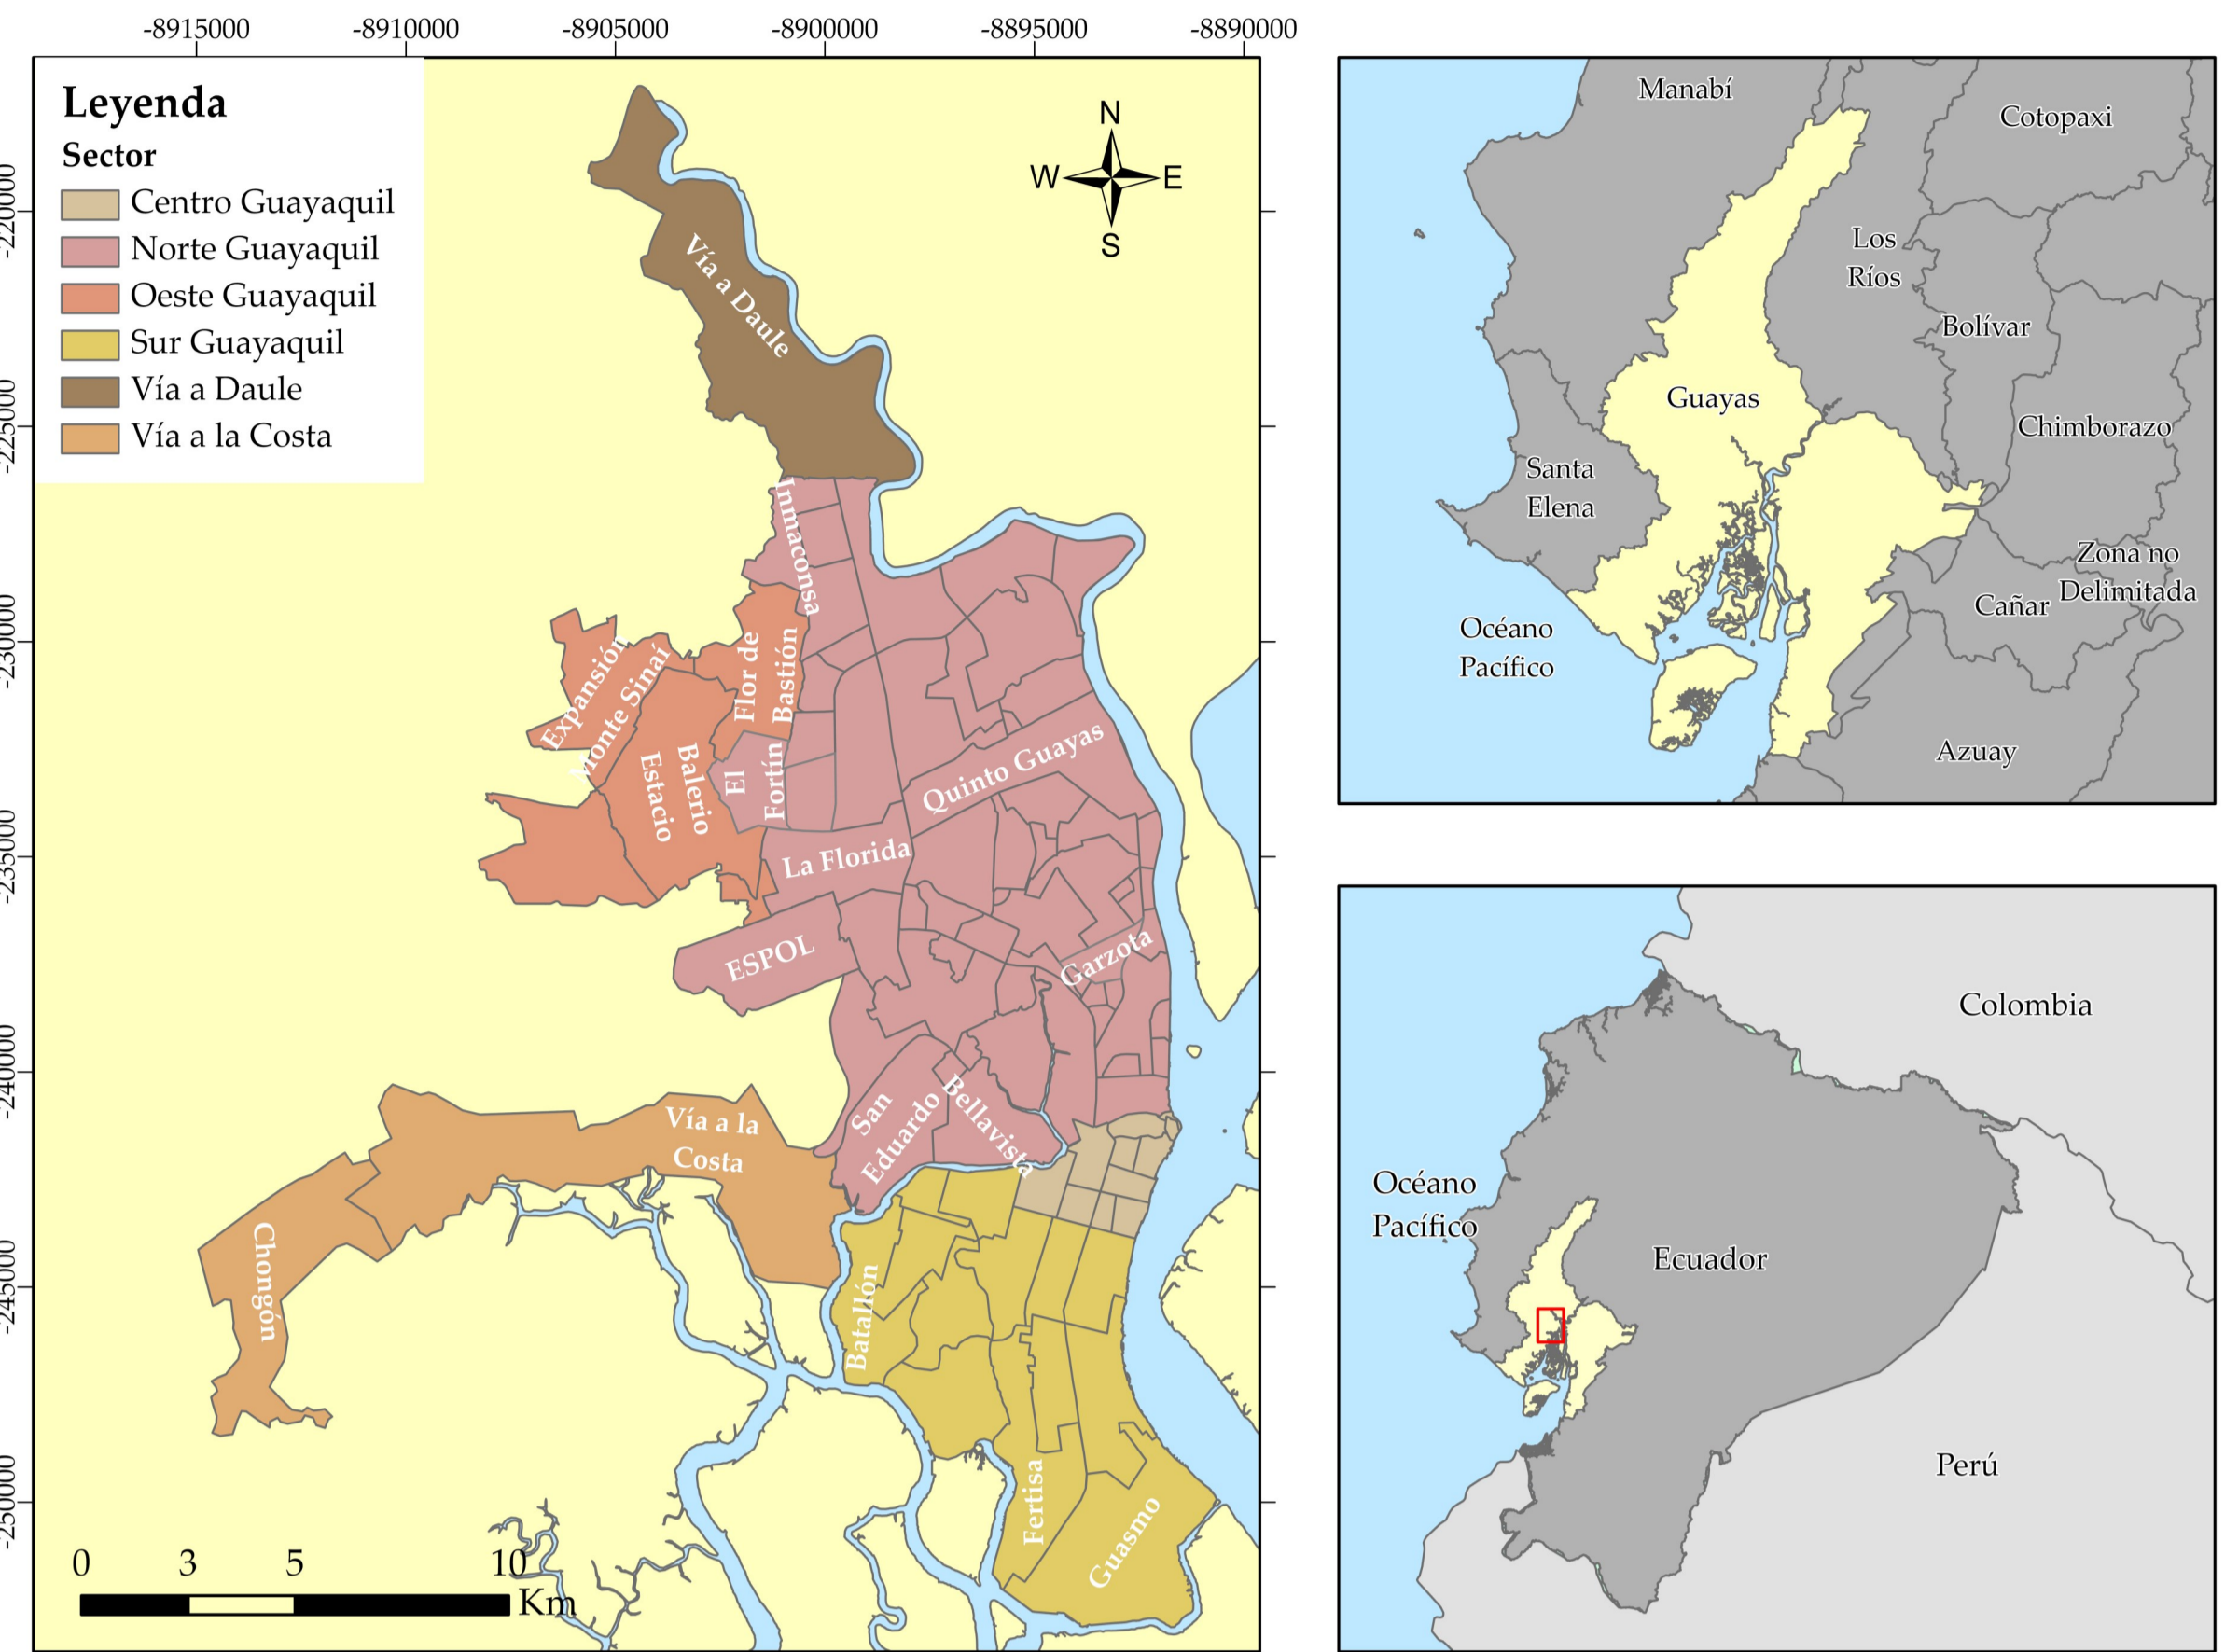 -8915000 -8910000 -8905000 -8900000 -8895000 -8890000
-220000
-225000
-230000
-235000
-240000
-245000
-250000
Leyenda
Sector
Centro Guayaquil
Norte Guayaquil
Oeste Guayaquil
Sur Guayaquil
Vía a Daule
Vía a la Costa
N
W E
S
Vía a Daule
Inmaconsa
Flor de
Bastión
Expansión
Monte Sinaí
Balerio
Estacio
El
Fortín
Quinto Guayas
La Florida
ESPOL
Garzota
San
Eduardo
Bellavista
Vía a la
Costa
Chongón
Batallón
Fertisa
Guasmo
0 3 5 10
Km
Manabí
Cotopaxi
Los
Ríos
Bolívar
Guayas
Chimborazo
Santa
Elena
Zona no
Delimitada
Cañar
Océano
Pacífico
Azuay
Colombia
Océano
Pacífico
Ecuador
Perú